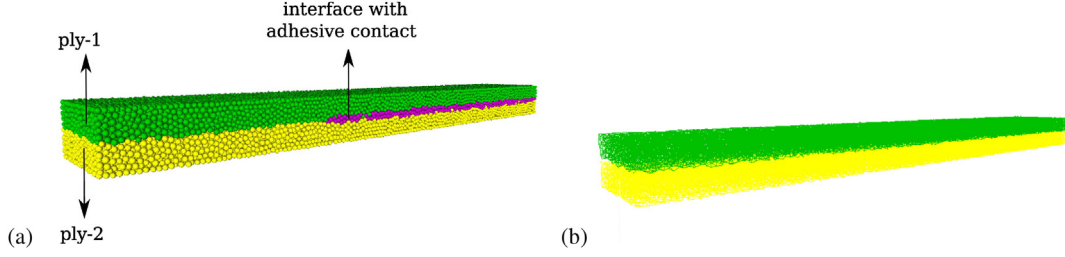 interface with
adhesive contact
ply-1
ply-2
(a)
(b)